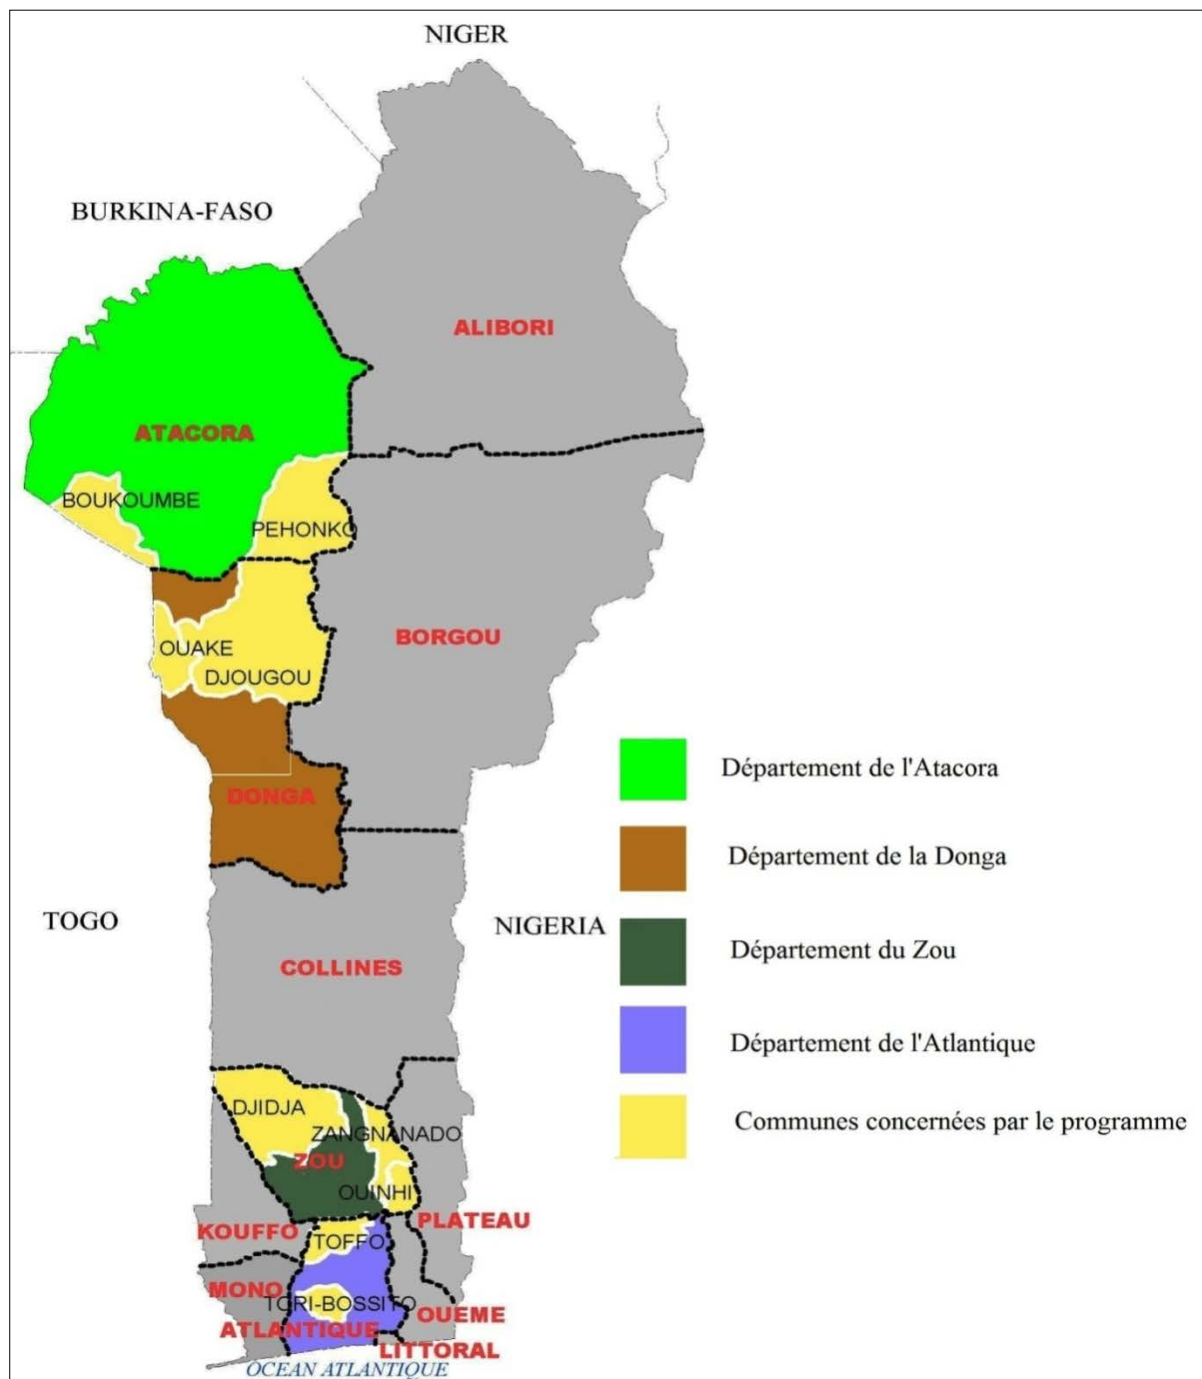 NIGER
BURKINA-FASO
ALIBORI
ATACORA
BOUKOUMBE
PEHONKO
BORGOU
OUAKE
DJOUGOU
Département de l'Atacora
DONGA
Département de la Donga
TOGO
NIGERIA
Département du Zou
COLLINES
Département de l'Atlantique
DJIDJA
ZANGNANADO
Communes concernées par le programme
ZOU
OUINHI
PLATEAU
KOUFFO
TOFFO
MONO
TORI-BOSSITO
OUEME
ATLANTIQUE
LITTORAL
OCEAN ATLANTIQUE